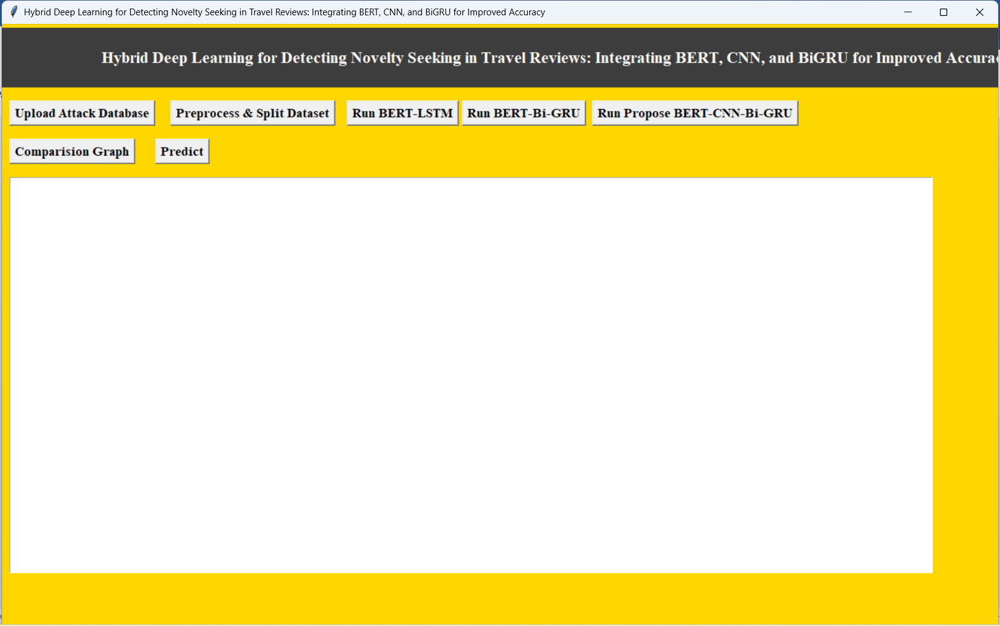 Hybrid Deep Learning for Detecting Novelty Seeking in Travel Reviews: Integrating BERT, CNN, and BiGRU for Improved Accuracy
Hybrid Deep Learning for Detecting Novelty Seeking in Travel Reviews: Integrating BERT, CNN, and BiGRU for Improved Accurac
Upload Attack Database Preprocess & Split Dataset Run BERT-LSTM Run BERT-Bi-GRU Run Propose BERT-CNN-Bi-GRU
Comparision Graph Predict